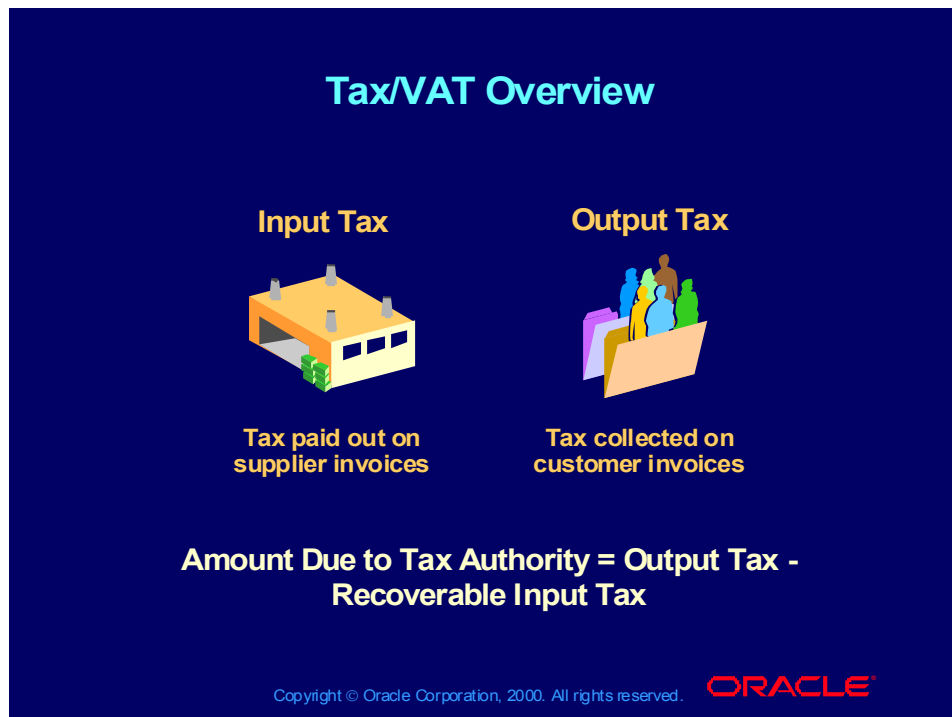 Tax/VAT Overview
Input Tax
Output Tax
Tax paid out on
supplier invoices
Tax collected on
customer invoices
Amount Due to Tax Authority = Output Tax -
Recoverable Input Tax
Copyright © Oracle Corporation, 2000. All rights reserved.
ORACLE®